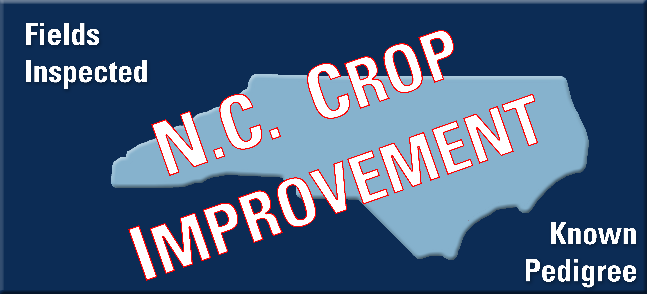 Fields
Inspected
N.C. CROP
IMPROVEMENT
Known
Pedigree